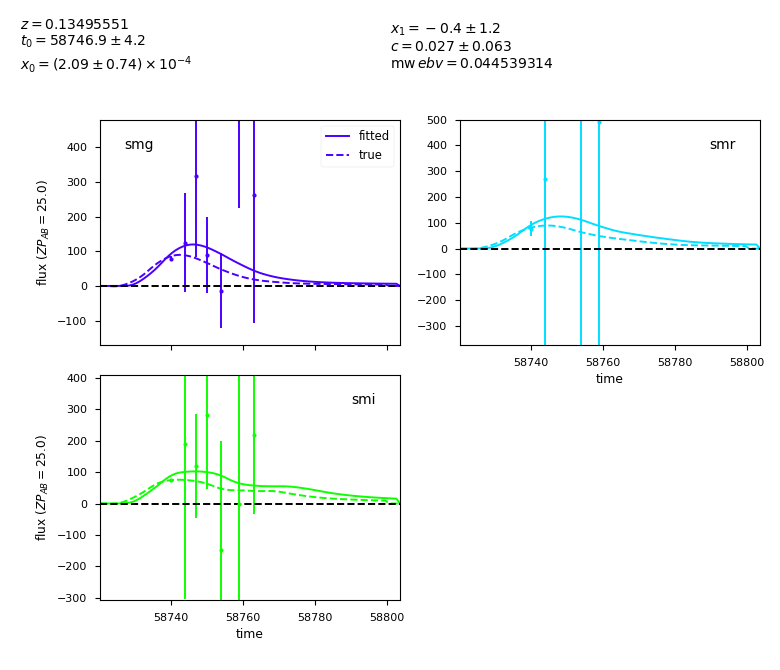 z = 0.13495551
t₀ = 58746.9 ± 4.2
x₀ = (2.09 ± 0.74) × 10⁻⁴
x₁ = −0.4 ± 1.2
c = 0.027 ± 0.063
mw ebv = 0.044539314
smg
fitted
true
400
300
200
100
0
−100
flux (ZP_AB = 25.0)
smr
500
400
300
200
100
0
−100
−200
−300
58740 58760 58780 58800
time
smi
400
300
200
100
0
−100
−200
−300
flux (ZP_AB = 25.0)
58740 58760 58780 58800
time